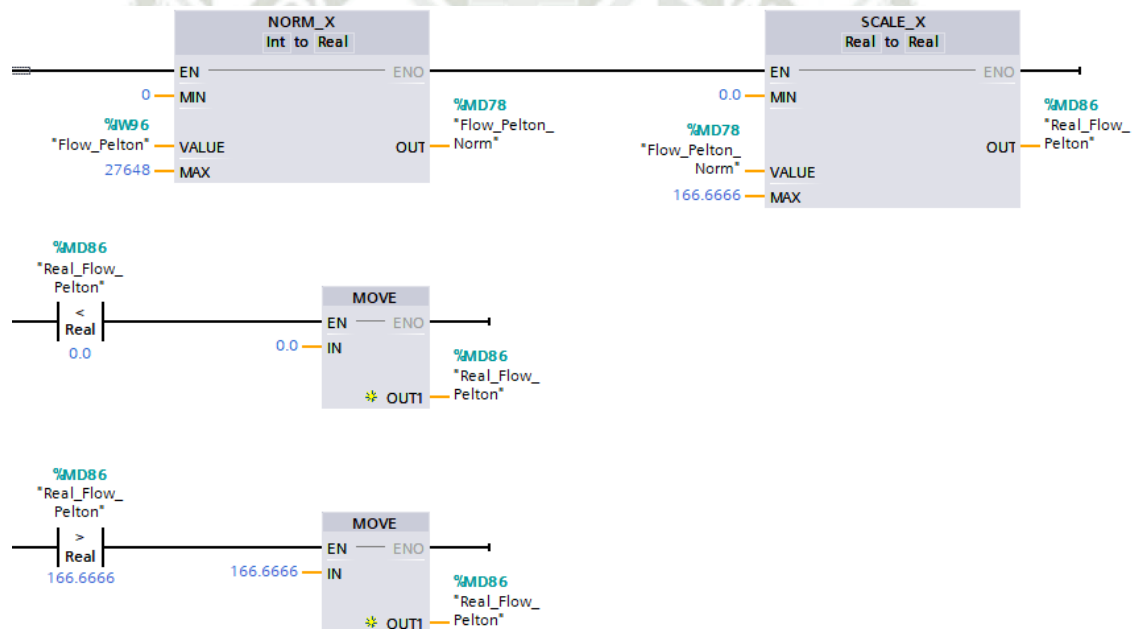 NORM_X
Int to Real
EN
ENO
0
MIN
%IW96
"Flow_Pelton"
VALUE
27648
MAX
%MD78
"Flow_Pelton_
Norm"
OUT
SCALE_X
Real to Real
EN
ENO
0.0
MIN
%MD78
"Flow_Pelton_
Norm"
VALUE
166.6666
MAX
%MD86
"Real_Flow_
Pelton"
OUT
%MD86
"Real_Flow_
Pelton"
<
Real
0.0
MOVE
EN
ENO
0.0
IN
OUT1
%MD86
"Real_Flow_
Pelton"
%MD86
"Real_Flow_
Pelton"
>
Real
166.6666
MOVE
EN
ENO
166.6666
IN
OUT1
%MD86
"Real_Flow_
Pelton"